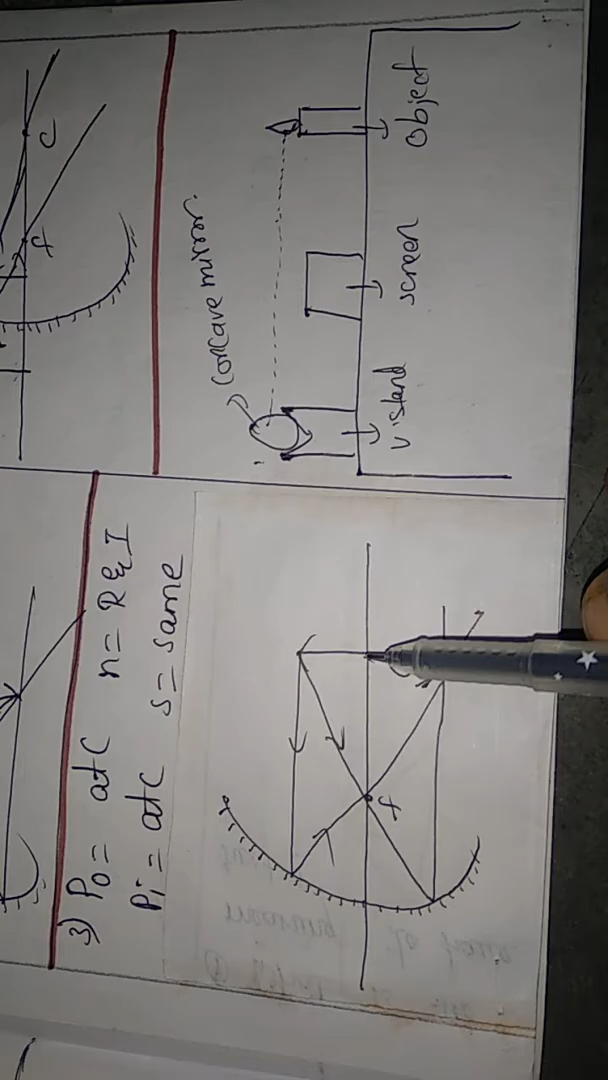 f
C
3) Po = at C n = R & I
Pi = at C s = same
f
concave mirror.
V stand
screen
object